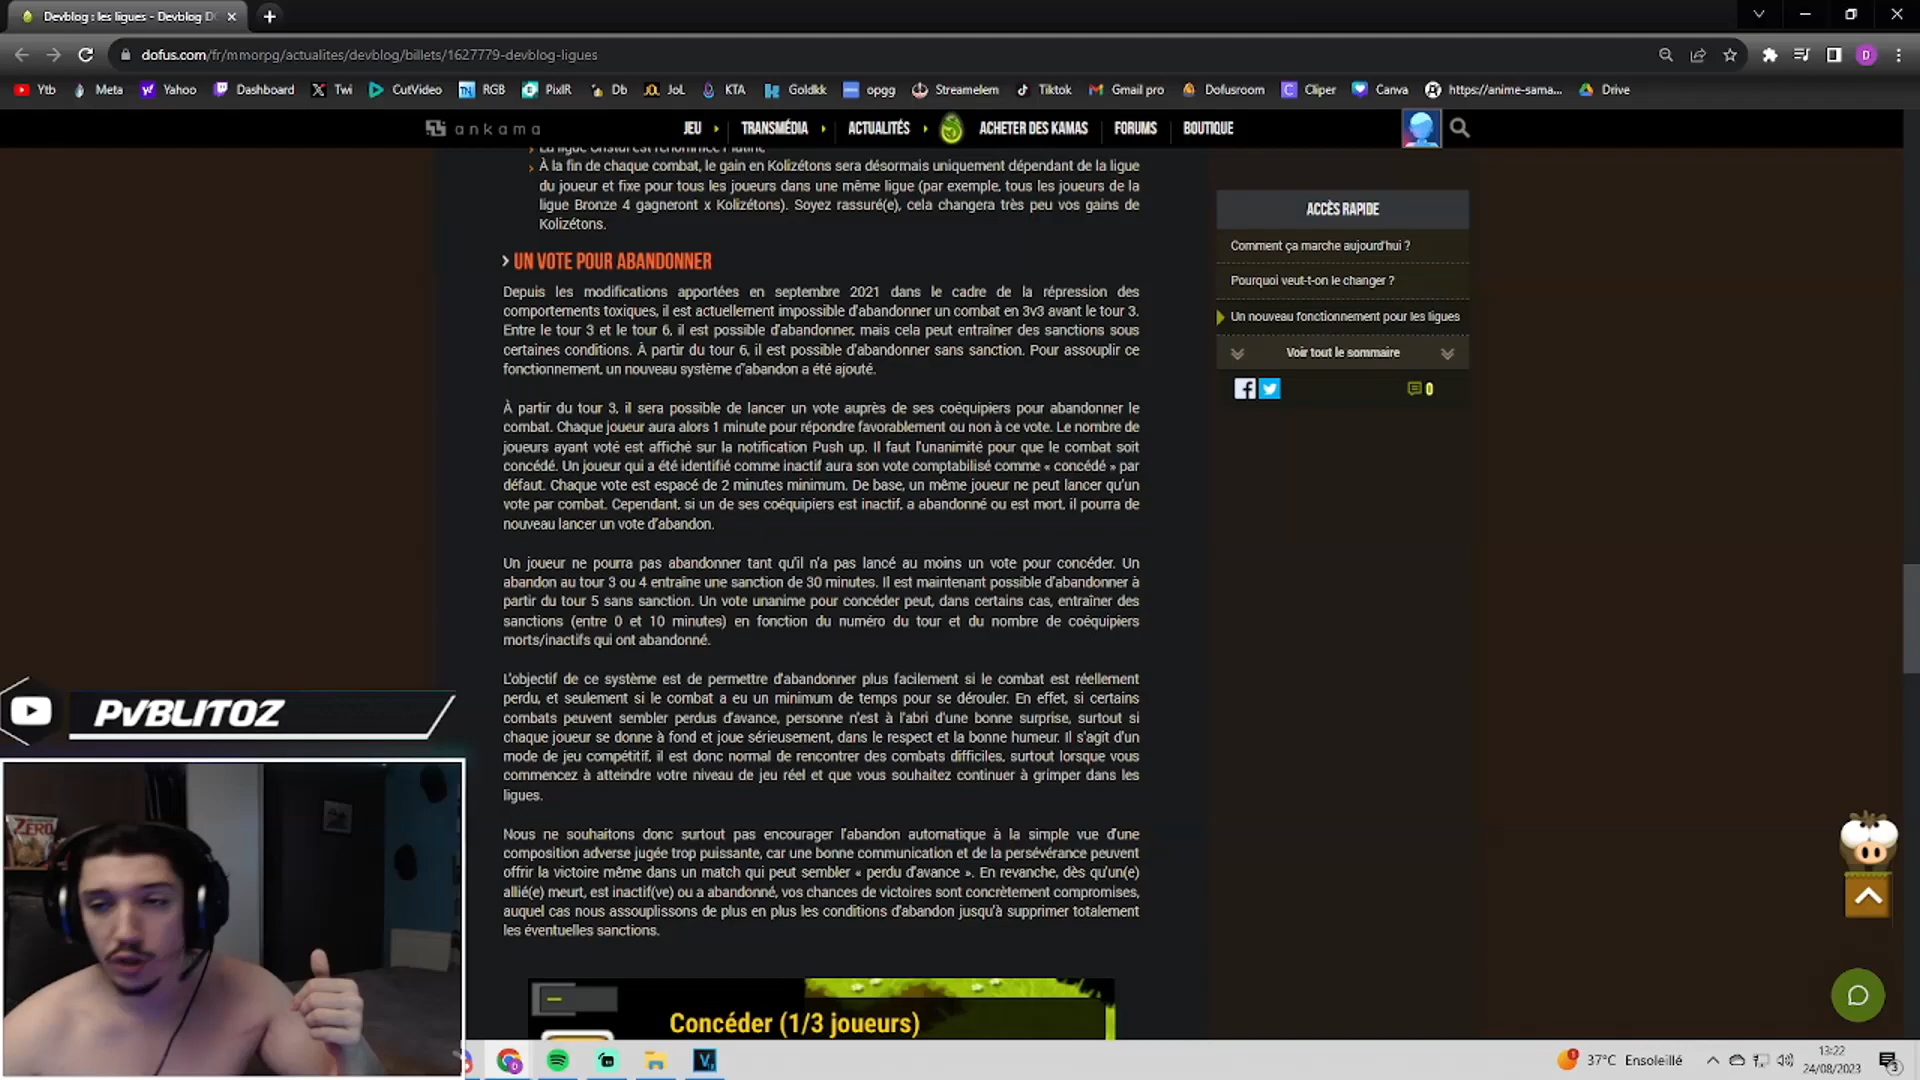 Devblog : les ligues - Devblog D
dofus.com/fr/mmorpg/actualites/devblog/billets/1627779-devblog-ligues
Ytb Meta Yahoo Dashboard Twi CutVideo RGB PixlR Db JoL KTA Goldkk opgg Streamelem Tiktok Gmail pro Dofusroom Cliper Canva https://anime-sama... Drive
ankama JEU TRANSMÉDIA ACTUALITÉS ACHETER DES KAMAS FORUMS BOUTIQUE
La ligue Cristal est renommée Platine.
À la fin de chaque combat, le gain en Kolizétons sera désormais uniquement dépendant de la ligue
du joueur et fixe pour tous les joueurs dans une même ligue (par exemple, tous les joueurs de la
ligue Bronze 4 gagneront x Kolizétons). Soyez rassuré(e), cela changera très peu vos gains de
Kolizétons.
UN VOTE POUR ABANDONNER
Depuis les modifications apportées en septembre 2021 dans le cadre de la répression des
comportements toxiques, il est actuellement impossible d'abandonner un combat en 3v3 avant le tour 3.
Entre le tour 3 et le tour 6, il est possible d'abandonner, mais cela peut entraîner des sanctions sous
certaines conditions. À partir du tour 6, il est possible d'abandonner sans sanction. Pour assouplir ce
fonctionnement, un nouveau système d'abandon a été ajouté.
À partir du tour 3, il sera possible de lancer un vote auprès de ses coéquipiers pour abandonner le
combat. Chaque joueur aura alors 1 minute pour répondre favorablement ou non à ce vote. Le nombre de
joueurs ayant voté est affiché sur la notification Push up. Il faut l'unanimité pour que le combat soit
concédé. Un joueur qui a été identifié comme inactif aura son vote comptabilisé comme « concédé » par
défaut. Chaque vote est espacé de 2 minutes minimum. De base, un même joueur ne peut lancer qu'un
vote par combat. Cependant, si un de ses coéquipiers est inactif, a abandonné ou est mort, il pourra de
nouveau lancer un vote d'abandon.
Un joueur ne pourra pas abandonner tant qu'il n'a pas lancé au moins un vote pour concéder. Un
abandon au tour 3 ou 4 entraîne une sanction de 30 minutes. Il est maintenant possible d'abandonner à
partir du tour 5 sans sanction. Un vote unanime pour concéder peut, dans certains cas, entraîner des
sanctions (entre 0 et 10 minutes) en fonction du numéro du tour et du nombre de coéquipiers
morts/inactifs qui ont abandonné.
L'objectif de ce système est de permettre d'abandonner plus facilement si le combat est réellement
perdu, et seulement si le combat a eu un minimum de temps pour se dérouler. En effet, si certains
combats peuvent sembler perdus d'avance, personne n'est à l'abri d'une bonne surprise, surtout si
chaque joueur se donne à fond et joue sérieusement, dans le respect et la bonne humeur. Il s'agit d'un
mode de jeu compétitif, il est donc normal de rencontrer des combats difficiles, surtout lorsque vous
commencez à atteindre votre niveau de jeu réel et que vous souhaitez continuer à grimper dans les
ligues.
Nous ne souhaitons donc surtout pas encourager l'abandon automatique à la simple vue d'une
composition adverse jugée trop puissante, car une bonne communication et de la persévérance peuvent
offrir la victoire même dans un match qui peut sembler « perdu d'avance ». En revanche, dès qu'un(e)
allié(e) meurt, est inactif(ve) ou a abandonné, vos chances de victoires sont concrètement compromises,
auquel cas nous assouplissons de plus en plus les conditions d'abandon jusqu'à supprimer totalement
les éventuelles sanctions.
Concéder (1/3 joueurs)
ACCÈS RAPIDE
Comment ça marche aujourd'hui ?
Pourquoi veut-t-on le changer ?
Un nouveau fonctionnement pour les ligues
Voir tout le sommaire
0
PVBLITOZ
ZERO
37°C Ensoleillé
13:22
24/08/2023